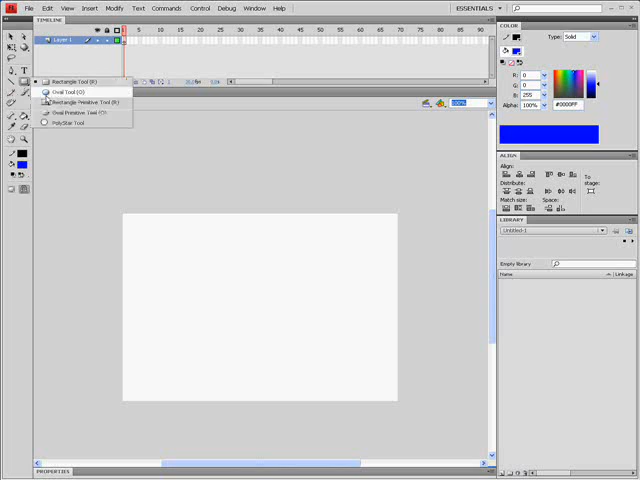 FL
File Edit View Insert Modify Text Commands Control Debug Window Help
ESSENTIALS
TIMELINE
COLOR
Layer 1
1 5 10 15 20 25 30 35 40 45 50 55 60 65 70 75 80 85 90
Type: Solid
Rectangle Tool (R)
Oval Tool (O)
Rectangle Primitive Tool (R)
Oval Primitive Tool (O)
PolyStar Tool
100%
R: 0
G: 0
B: 255
Alpha: 100% #0000FF
ALIGN
Align:
To stage:
Distribute:
Match size: Space:
LIBRARY
Untitled-1
Empty library
Name Linkage
PROPERTIES